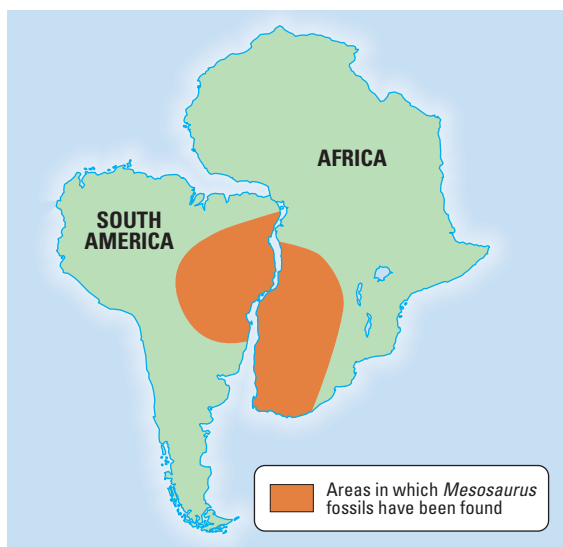 AFRICA
SOUTH
AMERICA
Areas in which Mesosaurus
fossils have been found